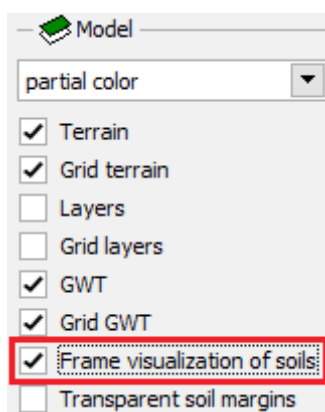 Model
partial color
Terrain
Grid terrain
Layers
Grid layers
GWT
Grid GWT
Frame visualization of soils
Transparent soil margins